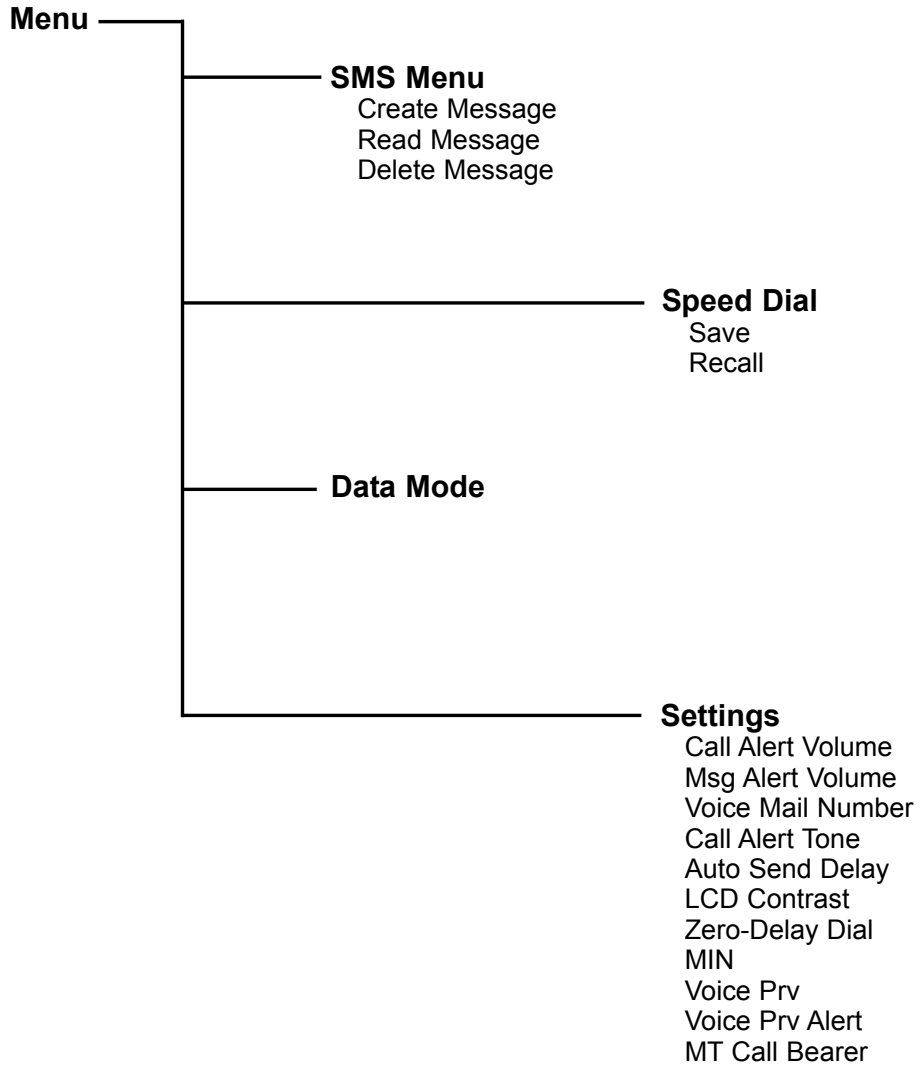 Menu
SMS Menu
Create Message
Read Message
Delete Message
Speed Dial
Save
Recall
Data Mode
Settings
Call Alert Volume
Msg Alert Volume
Voice Mail Number
Call Alert Tone
Auto Send Delay
LCD Contrast
Zero-Delay Dial
MIN
Voice Prv
Voice Prv Alert
MT Call Bearer